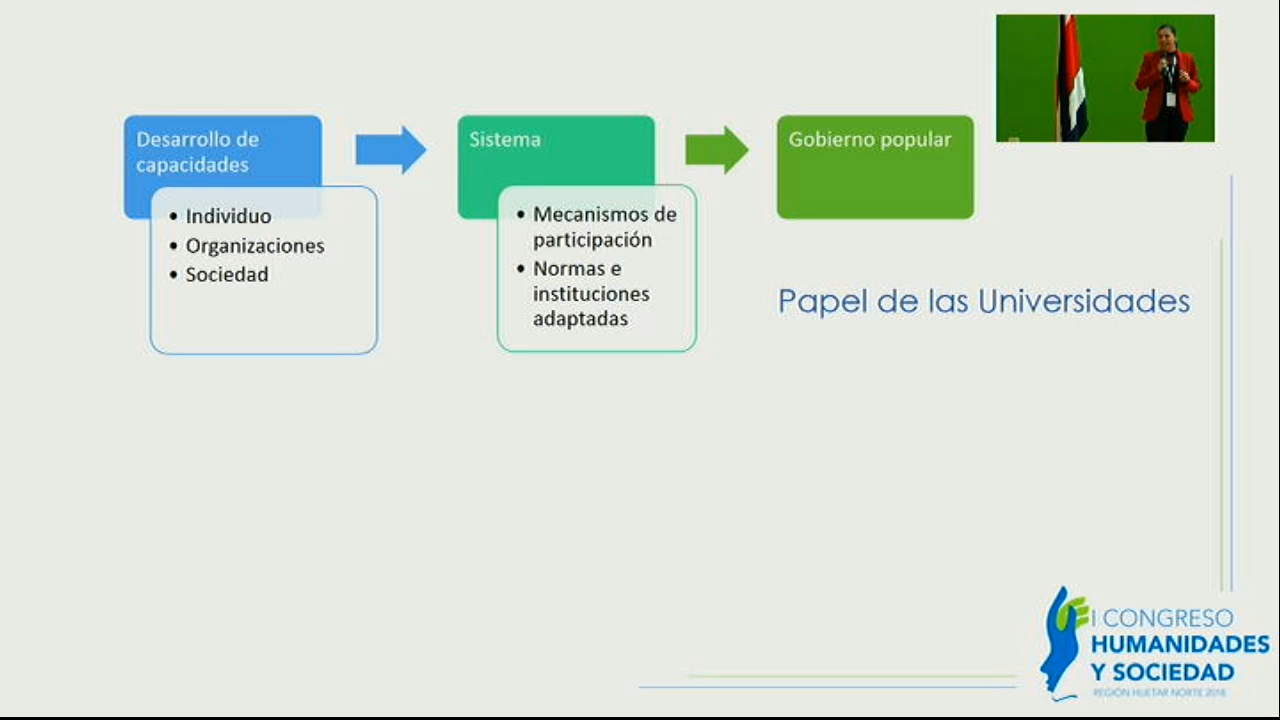 Desarrollo de
capacidades
• Individuo
• Organizaciones
• Sociedad
Sistema
• Mecanismos de
participación
• Normas e
instituciones
adaptadas
Gobierno popular
Papel de las Universidades
I CONGRESO
HUMANIDADES
Y SOCIEDAD
REGIÓN HUETAR NORTE 2018